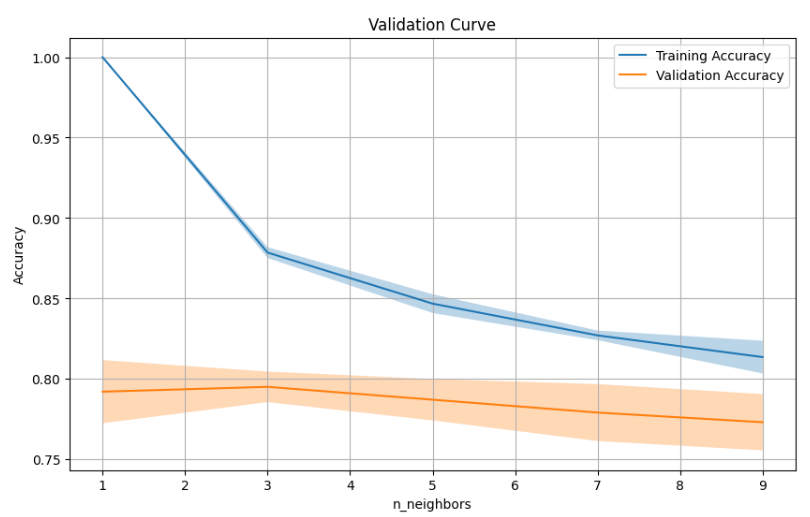 Validation Curve
Training Accuracy
Validation Accuracy
1.00
0.95
0.90
0.85
0.80
0.75
Accuracy
1 2 3 4 5 6 7 8 9
n_neighbors